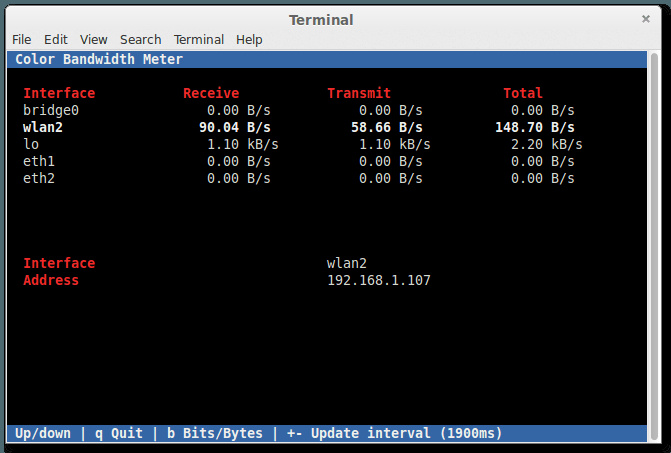 Terminal ×
File Edit View Search Terminal Help
Color Bandwidth Meter
Interface Receive Transmit Total
bridge0 0.00 B/s 0.00 B/s 0.00 B/s
wlan2 90.04 B/s 58.66 B/s 148.70 B/s
lo 1.10 kB/s 1.10 kB/s 2.20 kB/s
eth1 0.00 B/s 0.00 B/s 0.00 B/s
eth2 0.00 B/s 0.00 B/s 0.00 B/s
Interface wlan2
Address 192.168.1.107
Up/down | q Quit | b Bits/Bytes | +- Update interval (1900ms)